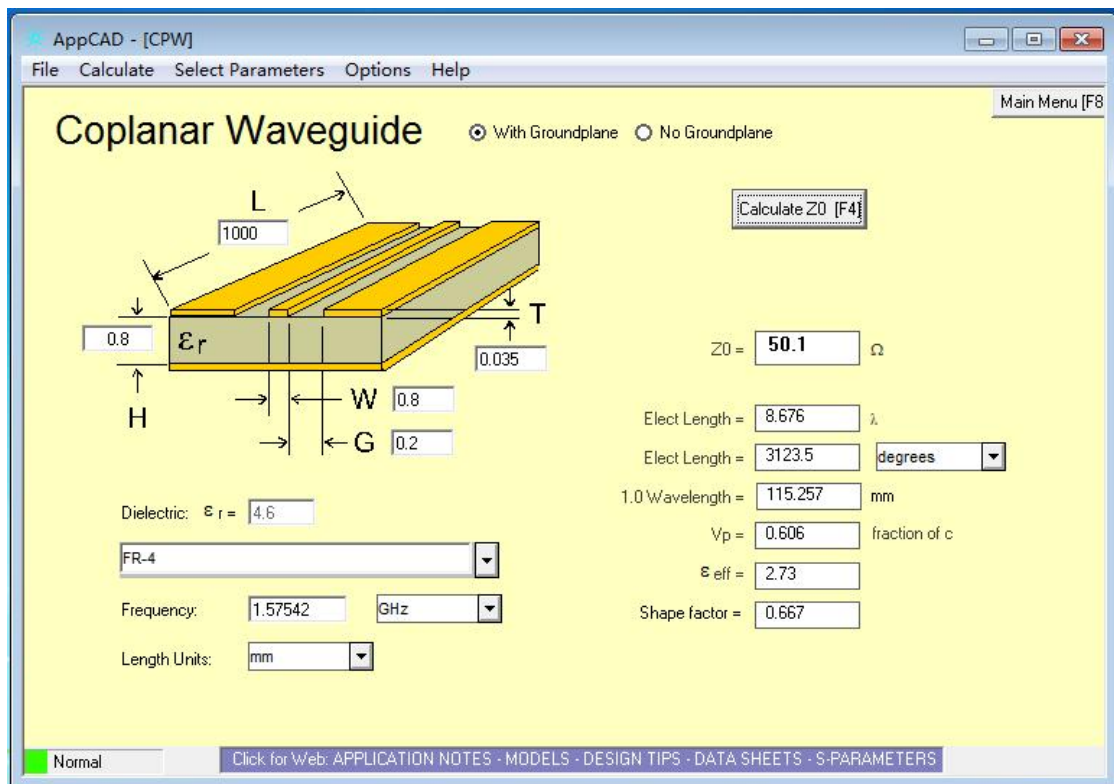 AppCAD - [CPW]
File Calculate Select Parameters Options Help
Main Menu [F8
Coplanar Waveguide With Groundplane No Groundplane
Calculate Z0 [F4]
L
1000
T
0.8
εr
0.035
Z0 = 50.1 Ω
H
W 0.8
G 0.2
Elect Length = 8.676 λ
Elect Length = 3123.5 degrees
1.0 Wavelength = 115.257 mm
Dielectric: ε r = 4.6
Vp = 0.606 fraction of c
FR-4
ε eff = 2.73
Frequency: 1.57542 GHz
Shape factor = 0.667
Length Units: mm
Normal
Click for Web: APPLICATION NOTES - MODELS - DESIGN TIPS - DATA SHEETS - S-PARAMETERS